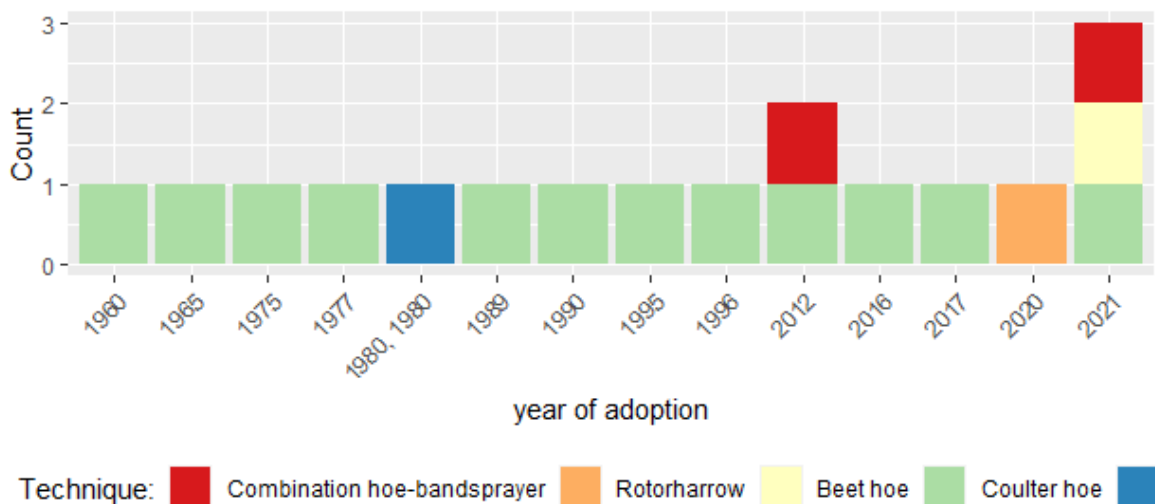 3
2
Count
1
0
1960 1965 1975 1977 1980, 1980 1989 1990 1995 1996 2012 2016 2017 2020 2021
year of adoption
Technique: Combination hoe-bandsprayer Rotorharrow Beet hoe Coulter hoe